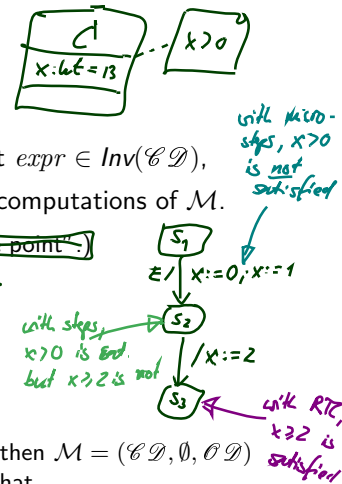 C
x : Int = 13
x > 0
with micro-
steps, x>0
is not
satisfied
t expr ∈ Inv(𝒞𝒟),
computations of ℳ.
point".)
.
S1
E/ x:=0; x:=1
S2
with steps,
x>0 is sat.
but x≥2 is not
/x:=2
S3
with RTC,
x≥2 is
satisfied
then ℳ = (𝒞𝒟, ∅, 𝒪𝒟)